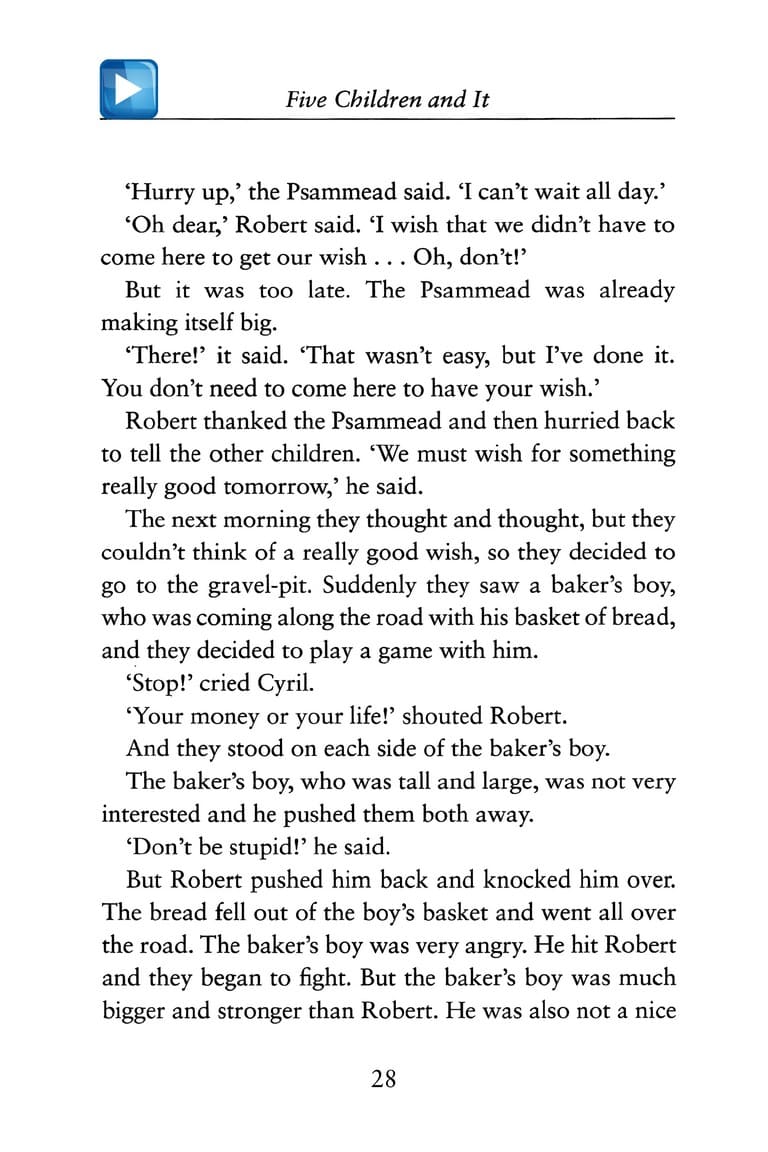 Five Children and It
‘Hurry up,’ the Psammead said. ‘I can’t wait all day.’
‘Oh dear,’ Robert said. ‘I wish that we didn’t have to
come here to get our wish . . . Oh, don’t!’
But it was too late. The Psammead was already
making itself big.
‘There!’ it said. ‘That wasn’t easy, but I’ve done it.
You don’t need to come here to have your wish.’
Robert thanked the Psammead and then hurried back
to tell the other children. ‘We must wish for something
really good tomorrow,’ he said.
The next morning they thought and thought, but they
couldn’t think of a really good wish, so they decided to
go to the gravel-pit. Suddenly they saw a baker’s boy,
who was coming along the road with his basket of bread,
and they decided to play a game with him.
‘Stop!’ cried Cyril.
‘Your money or your life!’ shouted Robert.
And they stood on each side of the baker’s boy.
The baker’s boy, who was tall and large, was not very
interested and he pushed them both away.
‘Don’t be stupid!’ he said.
But Robert pushed him back and knocked him over.
The bread fell out of the boy’s basket and went all over
the road. The baker’s boy was very angry. He hit Robert
and they began to fight. But the baker’s boy was much
bigger and stronger than Robert. He was also not a nice
28